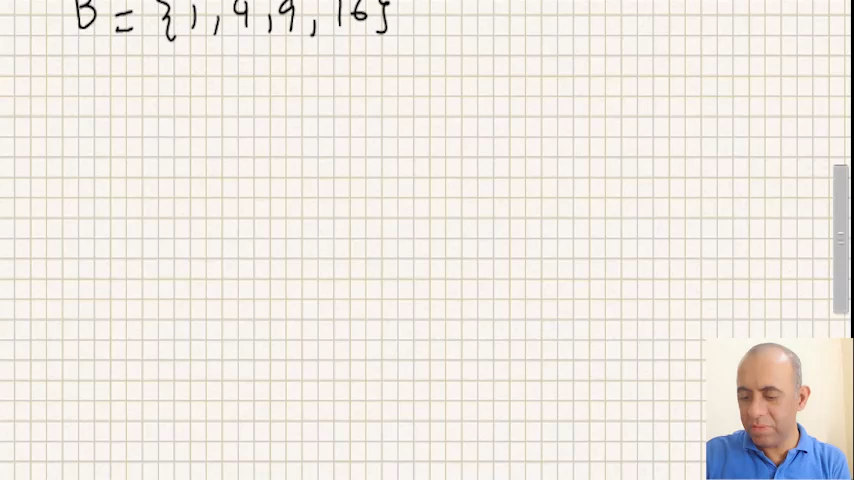 B = {1, 4, 9, 16}